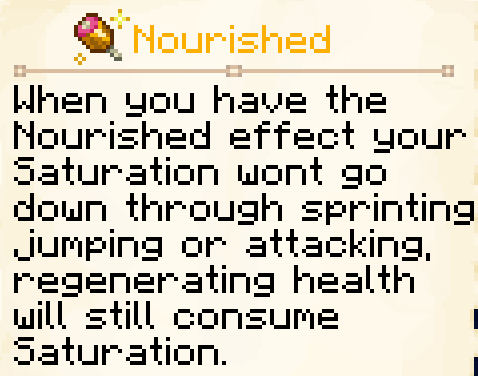 Nourished
When you have the
Nourished effect your
Saturation wont go
down through sprinting
jumping or attacking,
regenerating health
will still consume
Saturation.